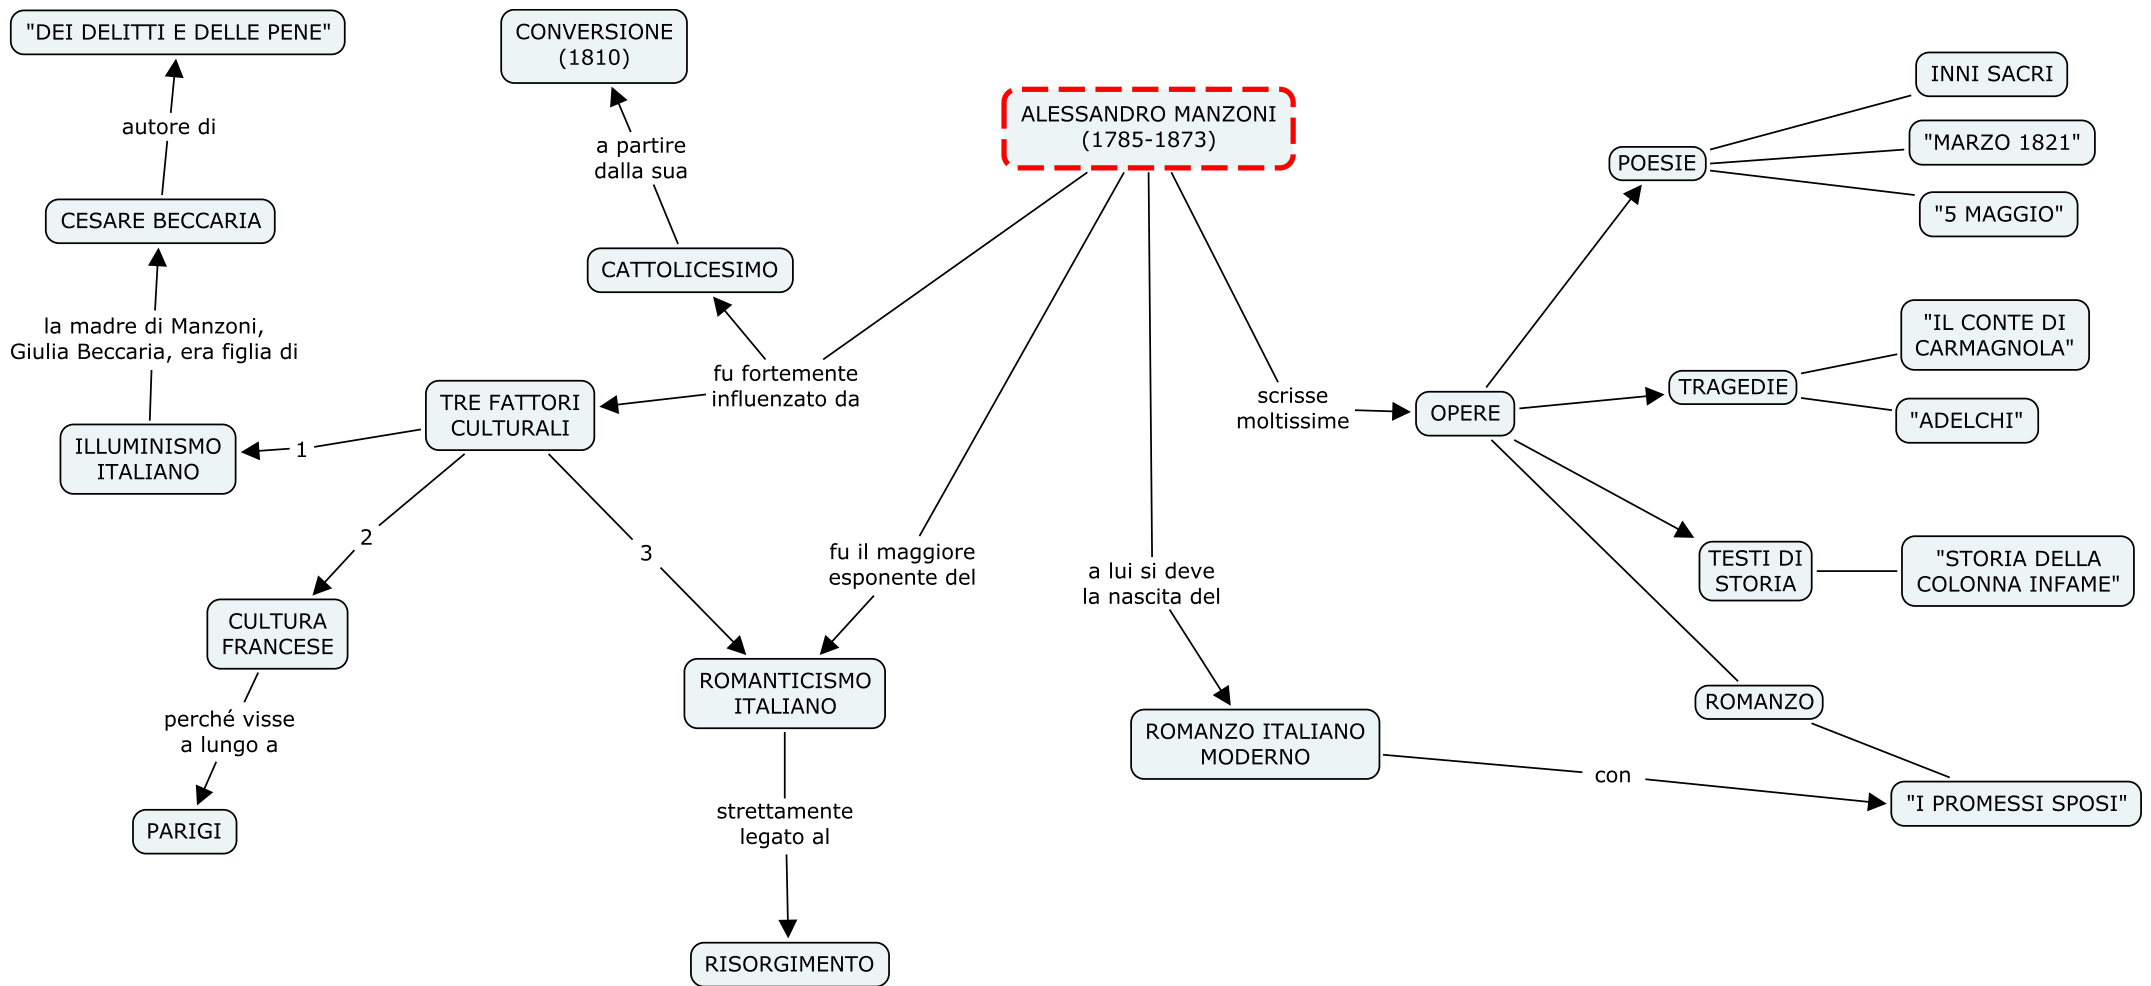 "DEI DELITTI E DELLE PENE"
autore di
CESARE BECCARIA
la madre di Manzoni,
Giulia Beccaria, era figlia di
ILLUMINISMO
ITALIANO
CONVERSIONE
(1810)
a partire
dalla sua
CATTOLICESIMO
ALESSANDRO MANZONI
(1785-1873)
fu fortemente
influenzato da
TRE FATTORI
CULTURALI
1
2
3
CULTURA
FRANCESE
perché visse
a lungo a
PARIGI
fu il maggiore
esponente del
ROMANTICISMO
ITALIANO
strettamente
legato al
RISORGIMENTO
a lui si deve
la nascita del
ROMANZO ITALIANO
MODERNO
con
scrisse
moltissime
OPERE
POESIE
INNI SACRI
"MARZO 1821"
"5 MAGGIO"
TRAGEDIE
"IL CONTE DI
CARMAGNOLA"
"ADELCHI"
TESTI DI
STORIA
"STORIA DELLA
COLONNA INFAME"
ROMANZO
"I PROMESSI SPOSI"